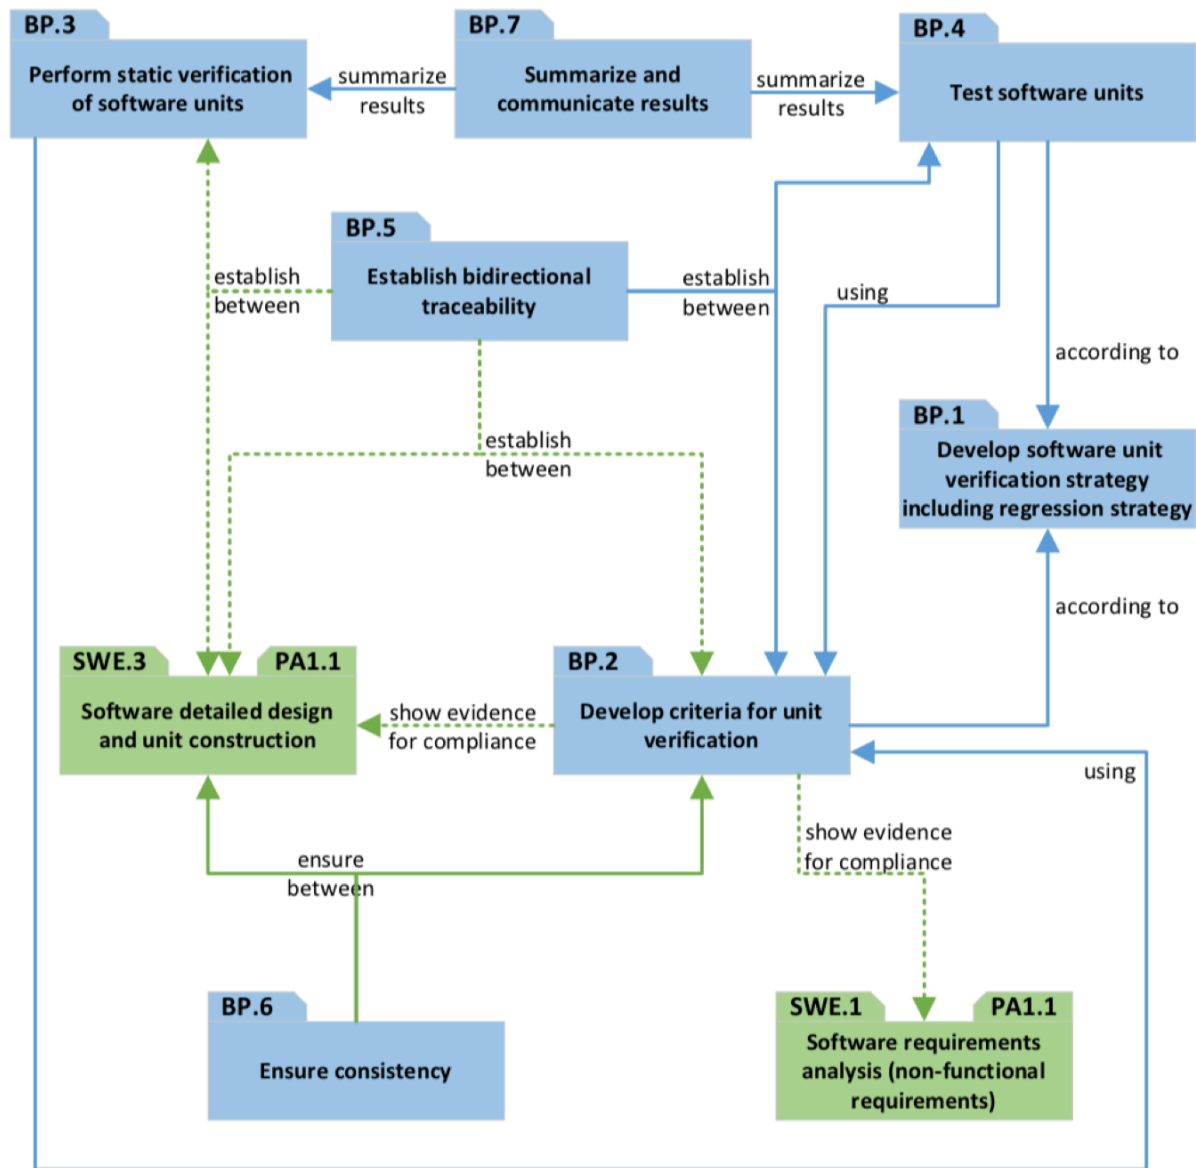 BP.3
Perform static verification
of software units
summarize
results
BP.7
Summarize and
communicate results
summarize
results
BP.4
Test software units
BP.5
Establish bidirectional
traceability
establish
between
establish
between
using
according to
establish
between
BP.1
Develop software unit
verification strategy
including regression strategy
according to
SWE.3
PA1.1
Software detailed design
and unit construction
show evidence
for compliance
BP.2
Develop criteria for unit
verification
using
ensure
between
show evidence
for compliance
BP.6
Ensure consistency
SWE.1
PA1.1
Software requirements
analysis (non-functional
requirements)